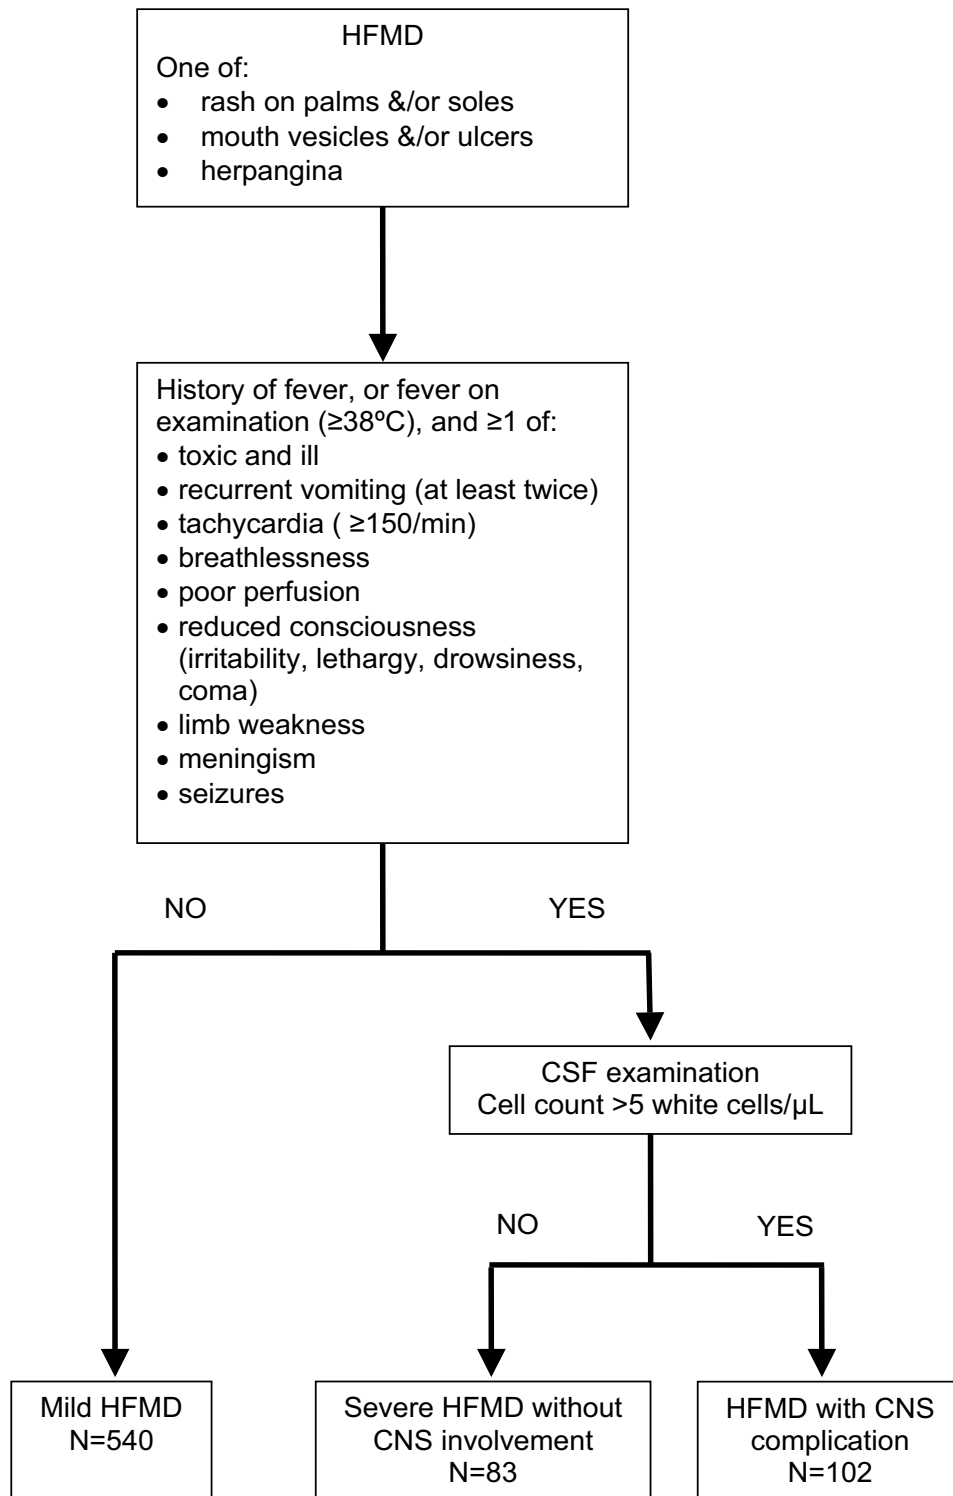 HFMD
One of:
• rash on palms &/or soles
• mouth vesicles &/or ulcers
• herpangina
History of fever, or fever on
examination (≥38ºC), and ≥1 of:
• toxic and ill
• recurrent vomiting (at least twice)
• tachycardia ( ≥150/min)
• breathlessness
• poor perfusion
• reduced consciousness
(irritability, lethargy, drowsiness,
coma)
• limb weakness
• meningism
• seizures
NO
YES
CSF examination
Cell count >5 white cells/µL
NO
YES
Mild HFMD
N=540
Severe HFMD without
CNS involvement
N=83
HFMD with CNS
complication
N=102